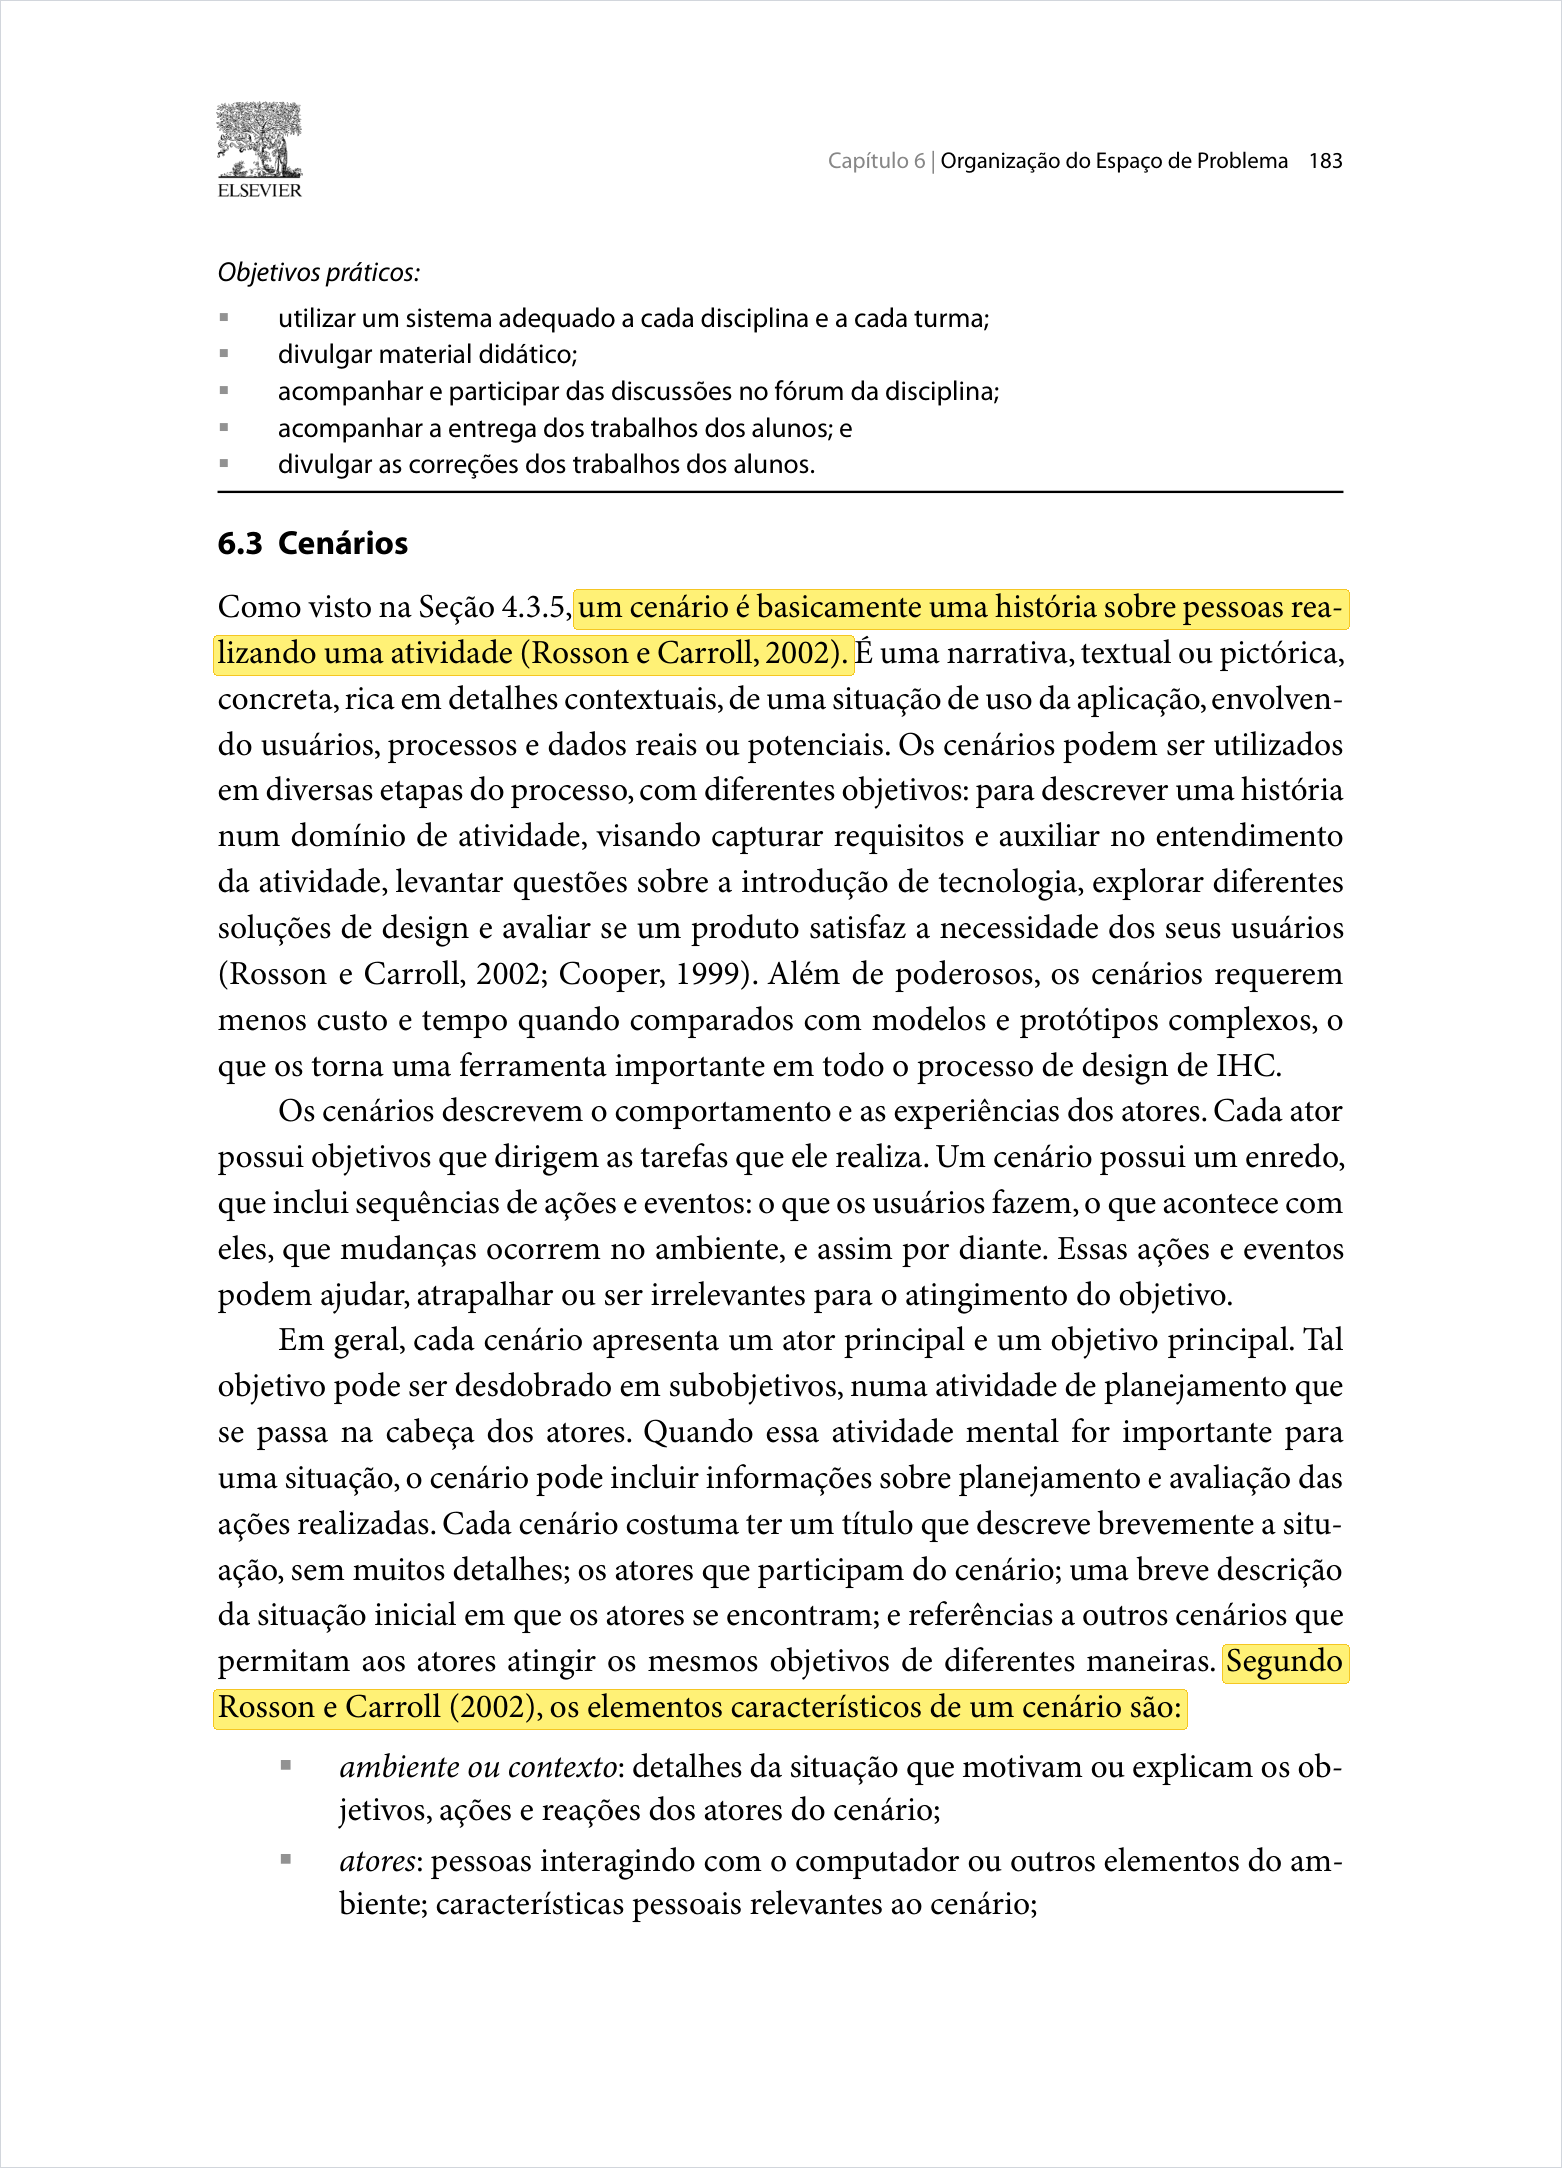 ELSEVIER
Capítulo 6 | Organização do Espaço de Problema 183
Objetivos práticos:
▪ utilizar um sistema adequado a cada disciplina e a cada turma;
▪ divulgar material didático;
▪ acompanhar e participar das discussões no fórum da disciplina;
▪ acompanhar a entrega dos trabalhos dos alunos; e
▪ divulgar as correções dos trabalhos dos alunos.
6.3 Cenários
Como visto na Seção 4.3.5, um cenário é basicamente uma história sobre pessoas rea-
lizando uma atividade (Rosson e Carroll, 2002). É uma narrativa, textual ou pictórica,
concreta, rica em detalhes contextuais, de uma situação de uso da aplicação, envolven-
do usuários, processos e dados reais ou potenciais. Os cenários podem ser utilizados
em diversas etapas do processo, com diferentes objetivos: para descrever uma história
num domínio de atividade, visando capturar requisitos e auxiliar no entendimento
da atividade, levantar questões sobre a introdução de tecnologia, explorar diferentes
soluções de design e avaliar se um produto satisfaz a necessidade dos seus usuários
(Rosson e Carroll, 2002; Cooper, 1999). Além de poderosos, os cenários requerem
menos custo e tempo quando comparados com modelos e protótipos complexos, o
que os torna uma ferramenta importante em todo o processo de design de IHC.
Os cenários descrevem o comportamento e as experiências dos atores. Cada ator
possui objetivos que dirigem as tarefas que ele realiza. Um cenário possui um enredo,
que inclui sequências de ações e eventos: o que os usuários fazem, o que acontece com
eles, que mudanças ocorrem no ambiente, e assim por diante. Essas ações e eventos
podem ajudar, atrapalhar ou ser irrelevantes para o atingimento do objetivo.
Em geral, cada cenário apresenta um ator principal e um objetivo principal. Tal
objetivo pode ser desdobrado em subobjetivos, numa atividade de planejamento que
se passa na cabeça dos atores. Quando essa atividade mental for importante para
uma situação, o cenário pode incluir informações sobre planejamento e avaliação das
ações realizadas. Cada cenário costuma ter um título que descreve brevemente a situ-
ação, sem muitos detalhes; os atores que participam do cenário; uma breve descrição
da situação inicial em que os atores se encontram; e referências a outros cenários que
permitam aos atores atingir os mesmos objetivos de diferentes maneiras. Segundo
Rosson e Carroll (2002), os elementos característicos de um cenário são:
▪ ambiente ou contexto: detalhes da situação que motivam ou explicam os ob-
jetivos, ações e reações dos atores do cenário;
▪ atores: pessoas interagindo com o computador ou outros elementos do am-
biente; características pessoais relevantes ao cenário;